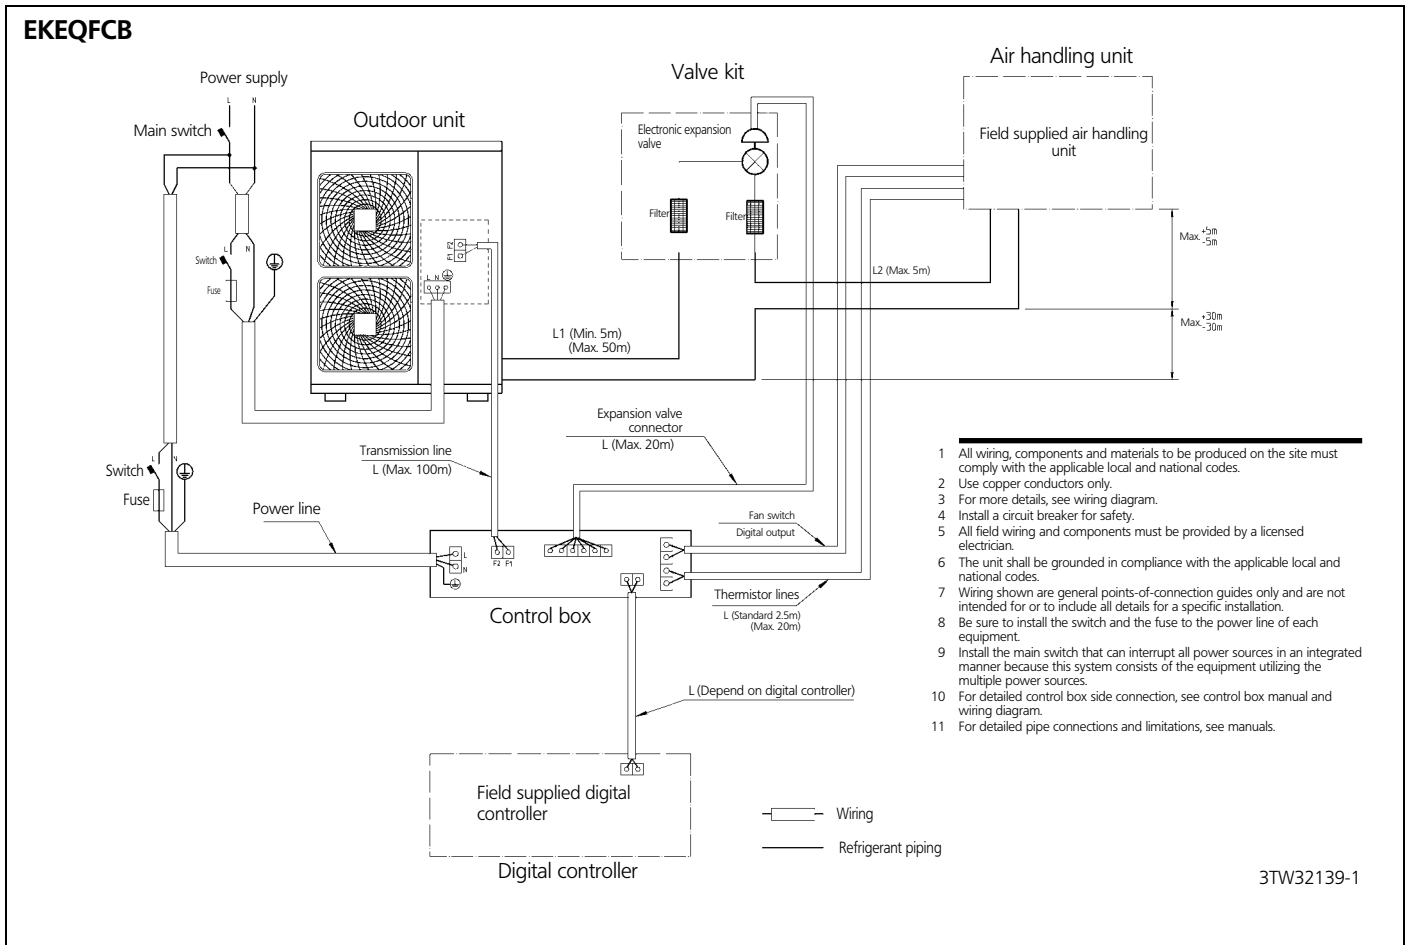 EKEQFCB
Power supply
L N
Main switch
Outdoor unit
Valve kit
Air handling unit
Electronic expansion
valve
Field supplied air handling
unit
Filter
Filter
F2
F1
L N
L N
Switch
Fuse
L2 (Max. 5m)
Max. +5m
-5m
Max. +30m
-30m
L1 (Min. 5m)
(Max. 50m)
Expansion valve
connector
L (Max. 20m)
Transmission line
L (Max. 100m)
L N
Switch
Fuse
Power line
Fan switch
Digital output
L
N
F2 F1
Thermistor lines
L (Standard 2.5m)
(Max. 20m)
Control box
L (Depend on digital controller)
Field supplied digital
controller
Digital controller
Wiring
Refrigerant piping
1 All wiring, components and materials to be produced on the site must
comply with the applicable local and national codes.
2 Use copper conductors only.
3 For more details, see wiring diagram.
4 Install a circuit breaker for safety.
5 All field wiring and components must be provided by a licensed
electrician.
6 The unit shall be grounded in compliance with the applicable local and
national codes.
7 Wiring shown are general points-of-connection guides only and are not
intended for or to include all details for a specific installation.
8 Be sure to install the switch and the fuse to the power line of each
equipment.
9 Install the main switch that can interrupt all power sources in an integrated
manner because this system consists of the equipment utilizing the
multiple power sources.
10 For detailed control box side connection, see control box manual and
wiring diagram.
11 For detailed pipe connections and limitations, see manuals.
3TW32139-1